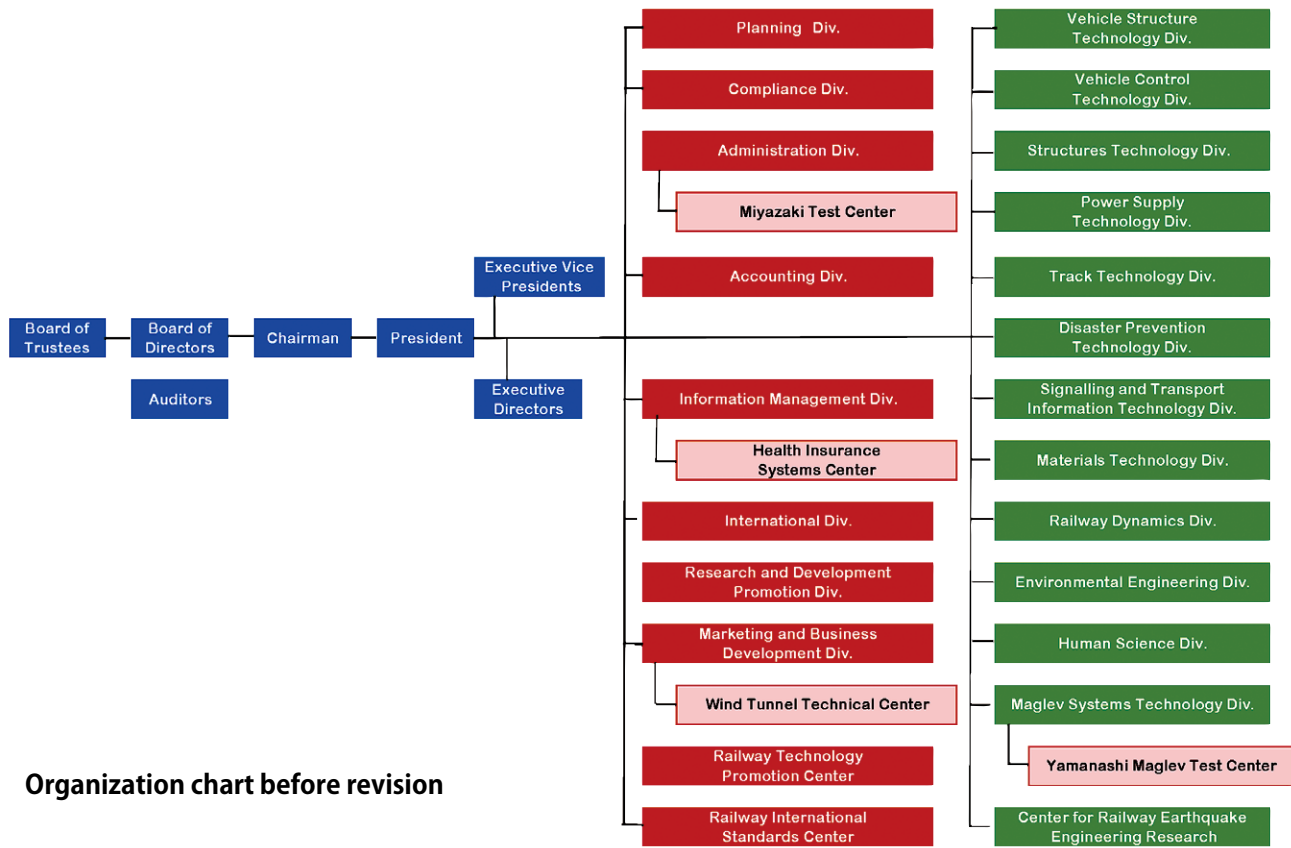 Board of
Trustees
Board of
Directors
Auditors
Chairman
President
Executive Vice
Presidents
Executive
Directors
Planning Div.
Compliance Div.
Administration Div.
Miyazaki Test Center
Accounting Div.
Information Management Div.
Health Insurance
Systems Center
International Div.
Research and Development
Promotion Div.
Marketing and Business
Development Div.
Wind Tunnel Technical Center
Railway Technology
Promotion Center
Railway International
Standards Center
Vehicle Structure
Technology Div.
Vehicle Control
Technology Div.
Structures Technology Div.
Power Supply
Technology Div.
Track Technology Div.
Disaster Prevention
Technology Div.
Signalling and Transport
Information Technology Div.
Materials Technology Div.
Railway Dynamics Div.
Environmental Engineering Div.
Human Science Div.
Maglev Systems Technology Div.
Yamanashi Maglev Test Center
Center for Railway Earthquake
Engineering Research
Organization chart before revision